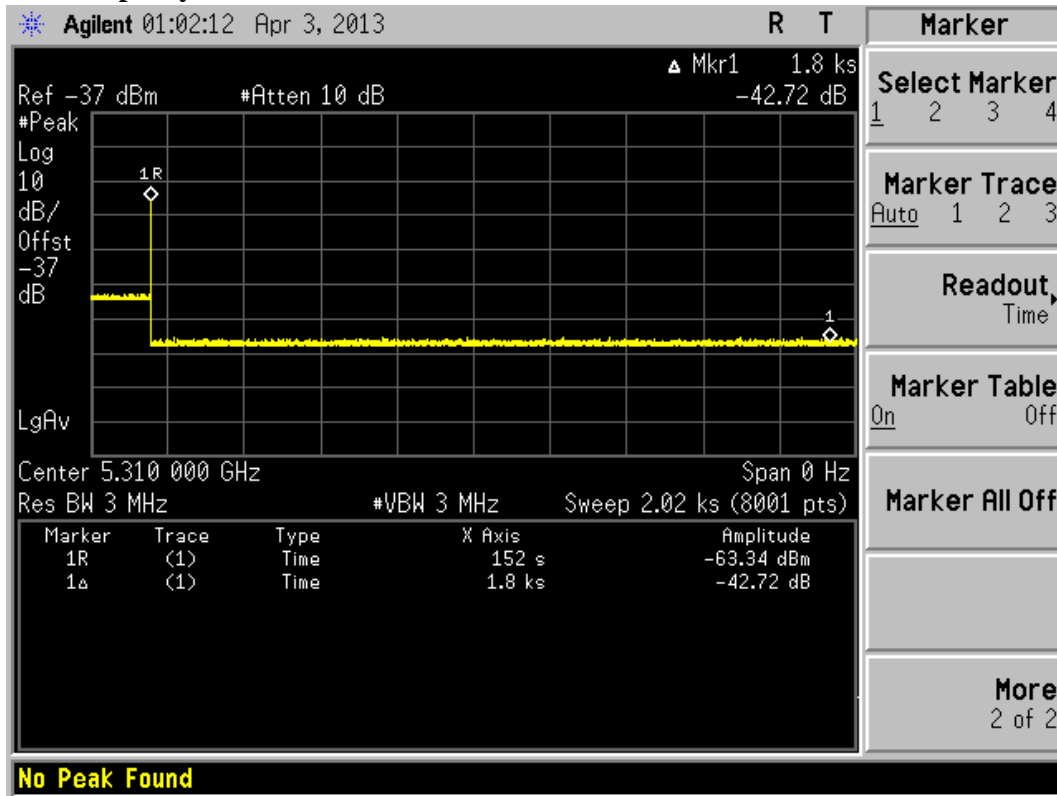 Agilent 01:02:12 Apr 3, 2013 R T
Δ Mkr1 1.8 ks
Ref -37 dBm #Atten 10 dB -42.72 dB
#Peak
Log
10
dB/
Offst
-37
dB
LgAv
1R
1
Center 5.310 000 GHz Span 0 Hz
Res BW 3 MHz #VBW 3 MHz Sweep 2.02 ks (8001 pts)
Marker Trace Type X Axis Amplitude
1R (1) Time 152 s -63.34 dBm
1Δ (1) Time 1.8 ks -42.72 dB
No Peak Found
Marker
Select Marker
1 2 3 4
Marker Trace
Auto 1 2 3
Readout
Time
Marker Table
On Off
Marker All Off
More
2 of 2